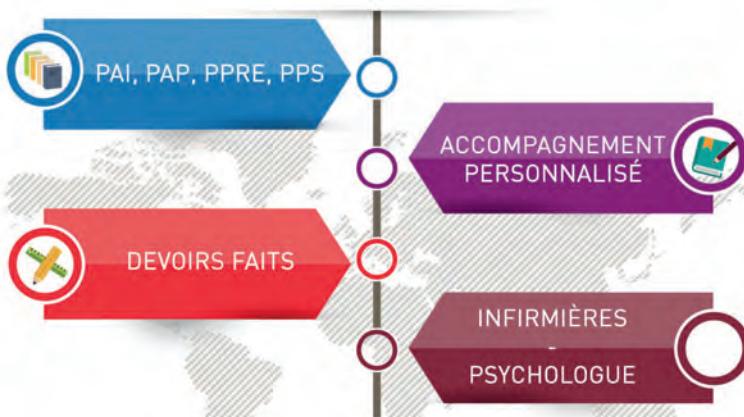 PAI, PAP, PPRE, PPS
ACCOMPAGNEMENT
PERSONNALISÉ
DEVOIRS FAITS
INFIRMIÈRES
-
PSYCHOLOGUE